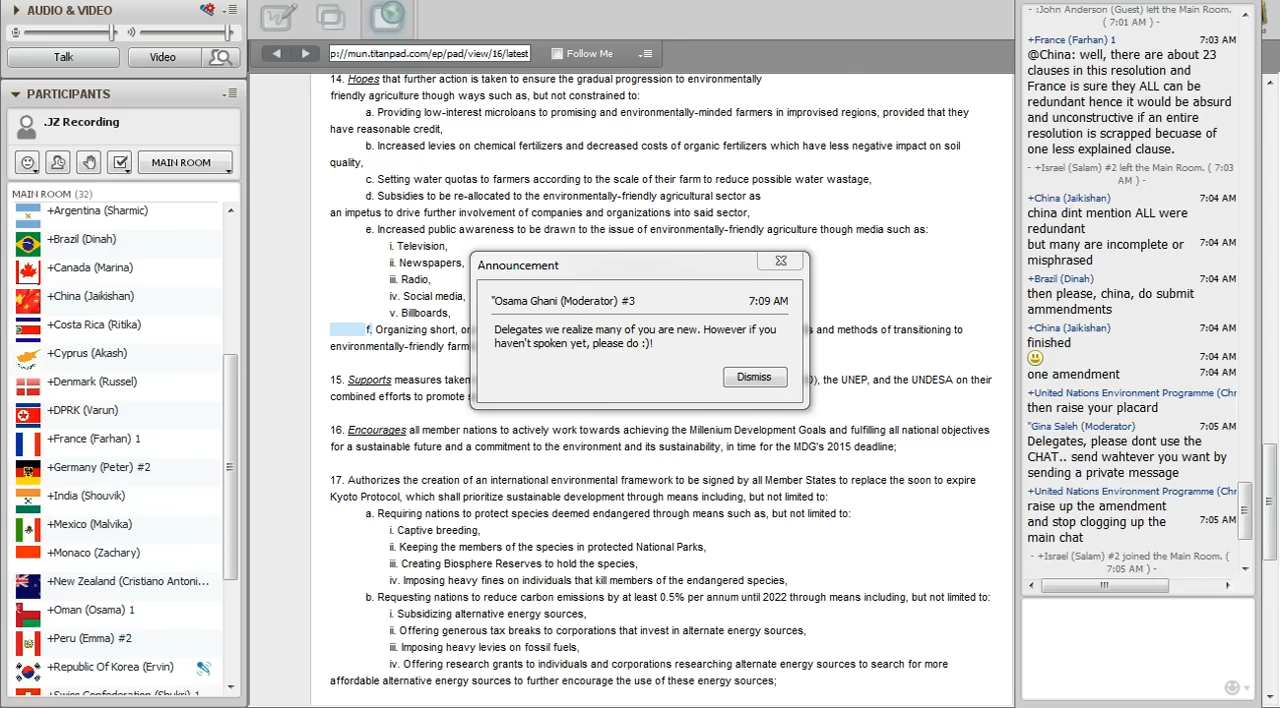 AUDIO & VIDEO
Talk
Video
PARTICIPANTS
.JZ Recording
MAIN ROOM
MAIN ROOM (32)
+Argentina (Sharmic)
+Brazil (Dinah)
+Canada (Marina)
+China (Jaikishan)
+Costa Rica (Ritika)
+Cyprus (Akash)
+Denmark (Russel)
+DPRK (Varun)
+France (Farhan) 1
+Germany (Peter) #2
+India (Shouvik)
+Mexico (Malvika)
+Monaco (Zachary)
+New Zealand (Cristiano Antoni...
+Oman (Osama) 1
+Peru (Emma) #2
+Republic Of Korea (Ervin)
+Swiss Confederation (Shukri) 1
p://mun.titanpad.com/ep/pad/view/16/latest
Follow Me
14. Hopes that further action is taken to ensure the gradual progression to environmentally
friendly agriculture though ways such as, but not constrained to:
a. Providing low-interest microloans to promising and environmentally-minded farmers in improved regions, provided that they
have reasonable credit,
b. Increased levies on chemical fertilizers and decreased costs of organic fertilizers which have less negative impact on soil
quality,
c. Setting water quotas to farmers according to the scale of their farm to reduce possible water wastage,
d. Subsidies to be re-allocated to the environmentally-friendly agricultural sector as
an impetus to drive further involvement of companies and organizations into said sector,
e. Increased public awareness to be drawn to the issue of environmentally-friendly agriculture though media such as:
i. Television,
ii. Newspapers,
iii. Radio,
iv. Social media,
v. Billboards,
f. Organizing short, s and methods of transitioning to
environmentally-friendly farm
15. Supports measures taken ), the UNEP, and the UNDESA on their
combined efforts to promote
16. Encourages all member nations to actively work towards achieving the Millenium Development Goals and fulfilling all national objectives
for a sustainable future and a commitment to the environment and its sustainability, in time for the MDG's 2015 deadline;
17. Authorizes the creation of an international environmental framework to be signed by all Member States to replace the soon to expire
Kyoto Protocol, which shall prioritize sustainable development through means including, but not limited to:
a. Requiring nations to protect species deemed endangered through means such as, but not limited to:
i. Captive breeding,
ii. Keeping the members of the species in protected National Parks,
iii. Creating Biosphere Reserves to hold the species,
iv. Imposing heavy fines on individuals that kill members of the endangered species,
b. Requesting nations to reduce carbon emissions by at least 0.5% per annum until 2022 through means including, but not limited to:
i. Subsidizing alternative energy sources,
ii. Offering generous tax breaks to corporations that invest in alternate energy sources,
iii. Imposing heavy levies on fossil fuels,
iv. Offering research grants to individuals and corporations researching alternate energy sources to search for more
affordable alternative energy sources to further encourage the use of these energy sources;
Announcement
"Osama Ghani (Moderator) #3 7:09 AM
Delegates we realize many of you are new. However if you
haven't spoken yet, please do :)!
Dismiss
- :John Anderson (Guest) left the Main Room.
( 7:01 AM ) -
+France (Farhan) 1 7:03 AM
@China: well, there are about 23
clauses in this resolution and
France is sure they ALL can be
redundant hence it would be absurd
and unconstructive if an entire
resolution is scrapped becuase of
one less explained clause.
- +Israel (Salam) #2 left the Main Room. ( 7:03
AM ) -
+China (Jaikishan) 7:04 AM
china dint mention ALL were
redundant
but many are incomplete or 7:04 AM
misphrased
+Brazil (Dinah) 7:04 AM
then please, china, do submit
ammendments
+China (Jaikishan) 7:04 AM
finished
7:04 AM
one amendment 7:04 AM
+United Nations Environment Programme (Chr
then raise your placard
"Gina Saleh (Moderator) 7:05 AM
Delegates, please dont use the
CHAT.. send wahtever you want by
sending a private message
+United Nations Environment Programme (Chr
raise up the amendment
and stop clogging up the 7:05 AM
main chat
- +Israel (Salam) #2 joined the Main Room. (
7:05 AM ) -